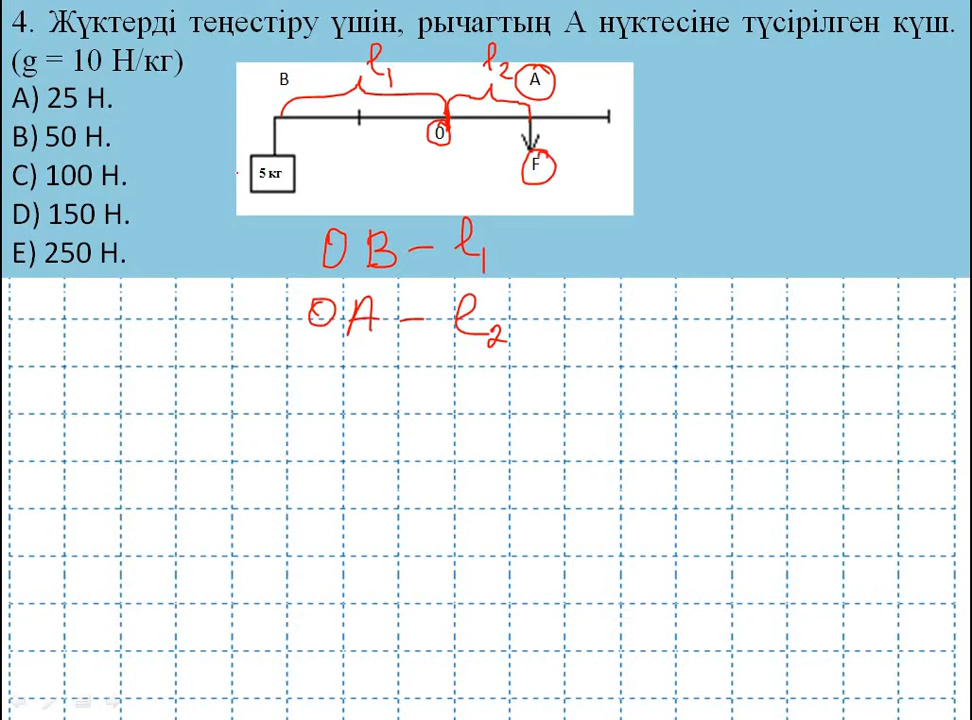 4. Жүктерді теңестіру үшін, рычагтың А нүктесіне түсірілген күш.
(g = 10 Н/кг)
A) 25 Н.
B) 50 Н.
C) 100 Н.
D) 150 Н.
E) 250 Н.
l1 l2
B A
0
5 кг F
OB – l1
OA – l2